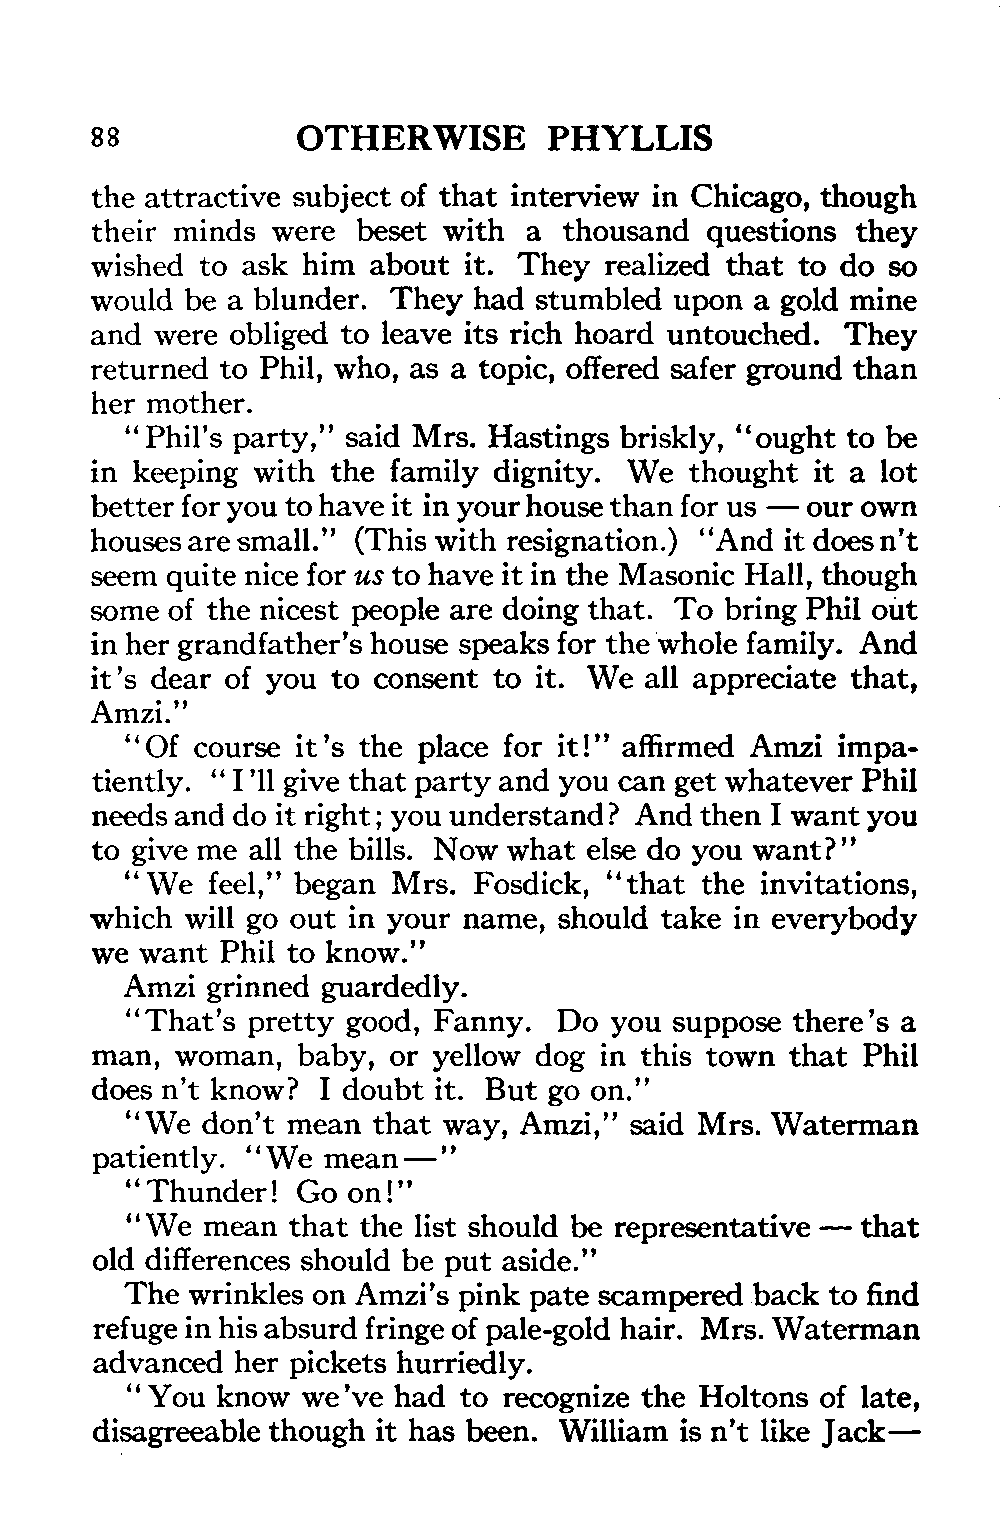 88 OTHERWISE PHYLLIS
the attractive subject of that interview in Chicago, though
their minds were beset with a thousand questions they
wished to ask him about it. They realized that to do so
would be a blunder. They had stumbled upon a gold mine
and were obliged to leave its rich hoard untouched. They
returned to Phil, who, as a topic, offered safer ground than
her mother.
"Phil's party," said Mrs. Hastings briskly, "ought to be
in keeping with the family dignity. We thought it a lot
better for you to have it in your house than for us — our own
houses are small." (This with resignation.) "And it does n't
seem quite nice for us to have it in the Masonic Hall, though
some of the nicest people are doing that. To bring Phil out
in her grandfather's house speaks for the whole family. And
it 's dear of you to consent to it. We all appreciate that,
Amzi."
"Of course it 's the place for it!" affirmed Amzi impa-
tiently. "I 'll give that party and you can get whatever Phil
needs and do it right; you understand? And then I want you
to give me all the bills. Now what else do you want?"
"We feel," began Mrs. Fosdick, "that the invitations,
which will go out in your name, should take in everybody
we want Phil to know."
Amzi grinned guardedly.
"That's pretty good, Fanny. Do you suppose there 's a
man, woman, baby, or yellow dog in this town that Phil
does n't know? I doubt it. But go on."
"We don't mean that way, Amzi," said Mrs. Waterman
patiently. "We mean—"
"Thunder! Go on!"
"We mean that the list should be representative — that
old differences should be put aside."
The wrinkles on Amzi's pink pate scampered back to find
refuge in his absurd fringe of pale-gold hair. Mrs. Waterman
advanced her pickets hurriedly.
"You know we 've had to recognize the Holtons of late,
disagreeable though it has been. William is n't like Jack—